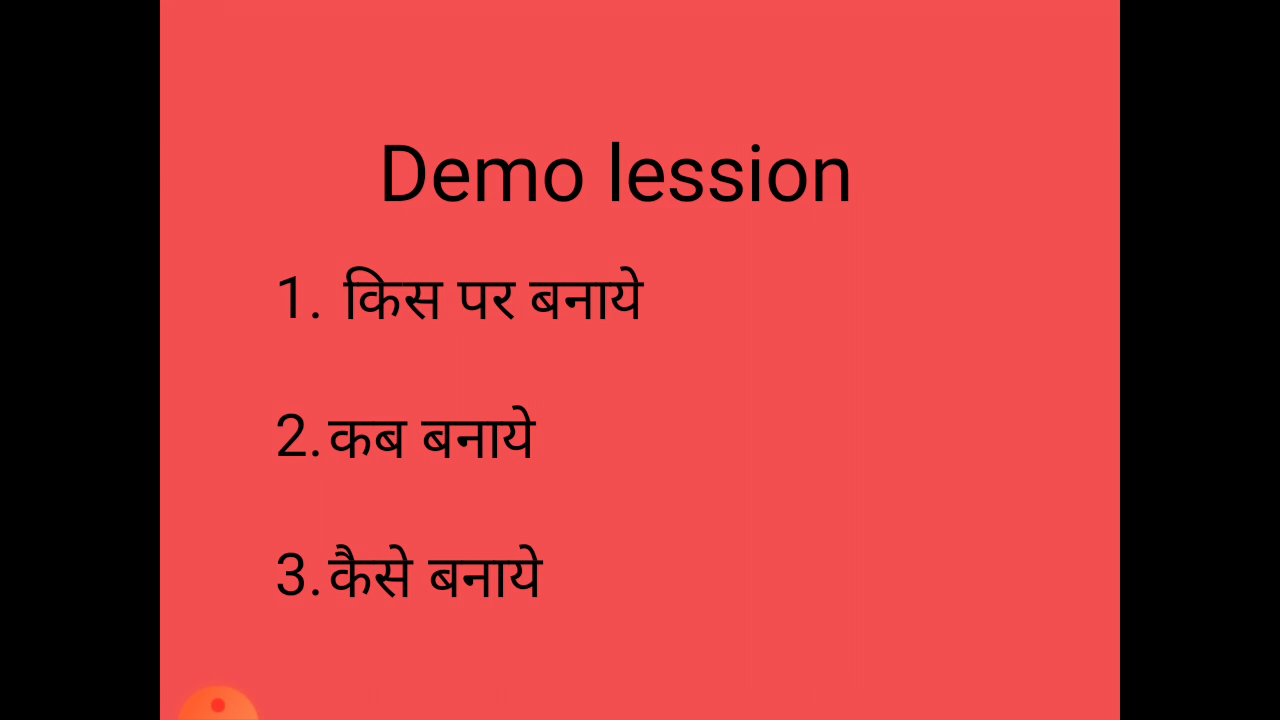 Demo lession
1. किस पर बनाये
2.कब बनाये
3.कैसे बनाये